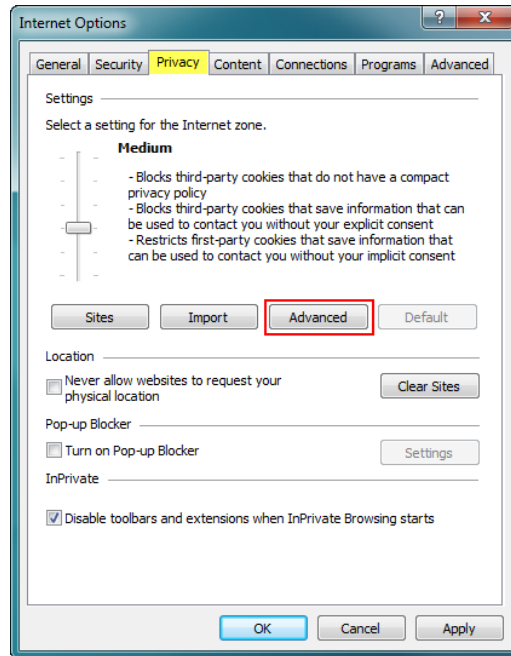 Internet Options
?
X
General Security Privacy Content Connections Programs Advanced
Settings
Select a setting for the Internet zone.
Medium
- Blocks third-party cookies that do not have a compact
privacy policy
- Blocks third-party cookies that save information that can
be used to contact you without your explicit consent
- Restricts first-party cookies that save information that
can be used to contact you without your implicit consent
Sites Import Advanced Default
Location
Never allow websites to request your
physical location
Clear Sites
Pop-up Blocker
Turn on Pop-up Blocker
Settings
InPrivate
Disable toolbars and extensions when InPrivate Browsing starts
OK Cancel Apply